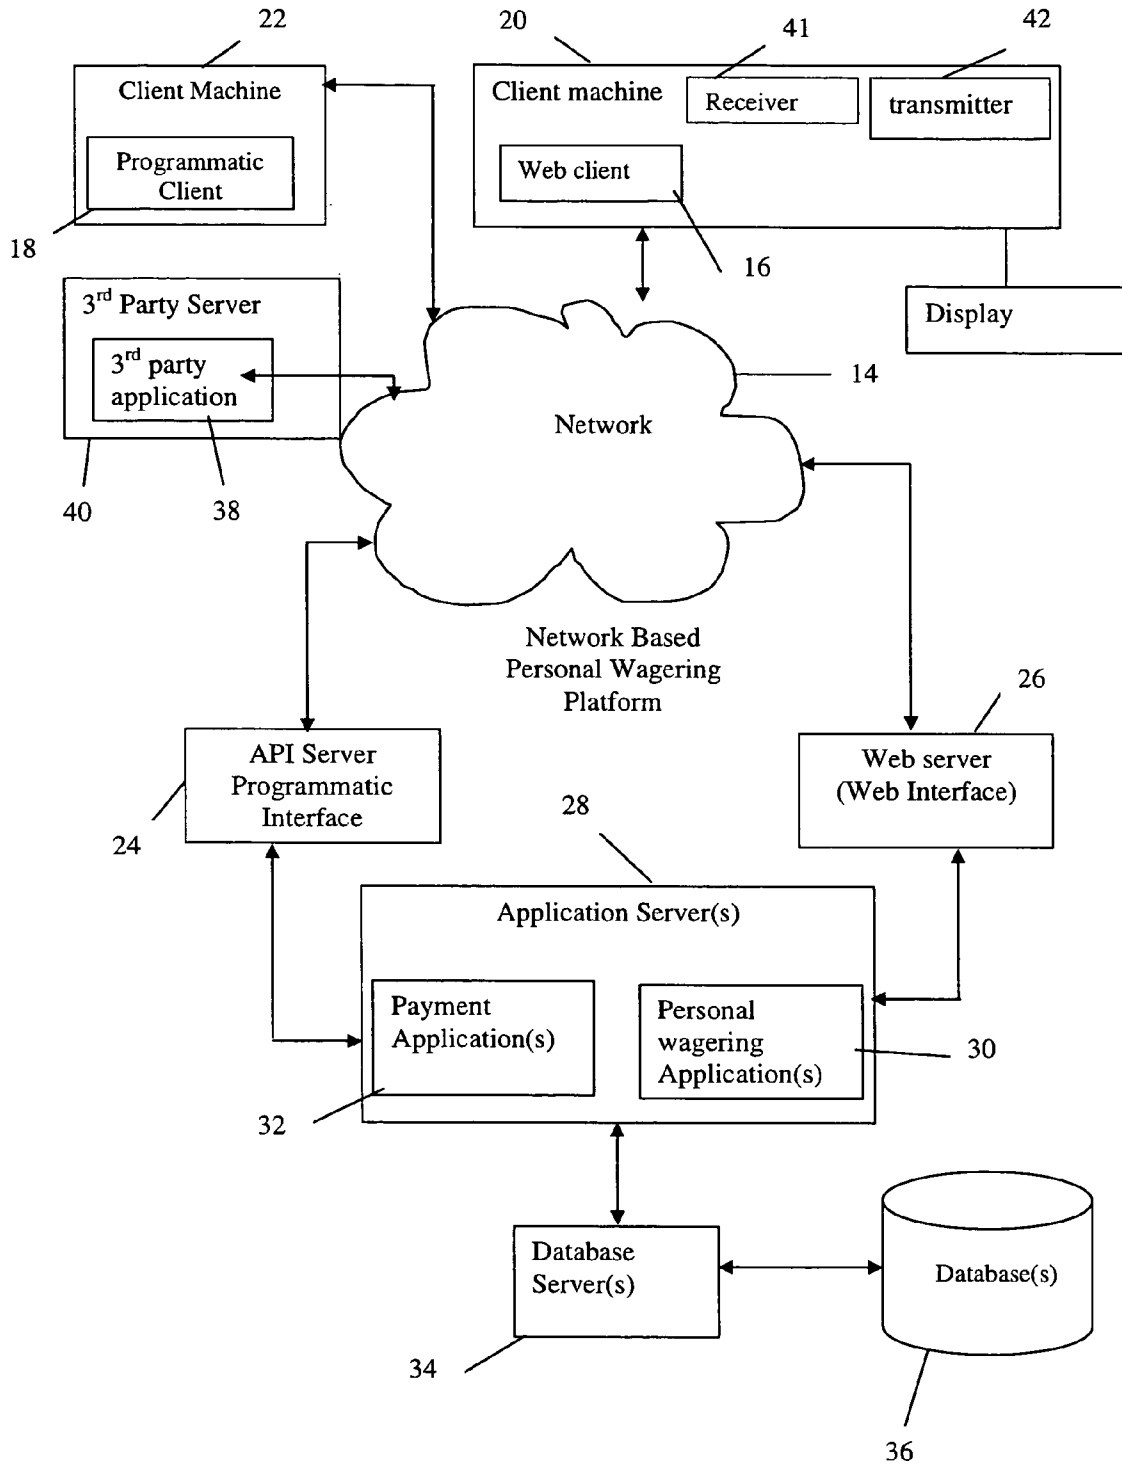 22
20
41
42
Client Machine
Programmatic
Client
18
Client machine
Receiver
transmitter
Web client
16
Display
3rd Party Server
3rd party
application
40
38
14
Network
Network Based
Personal Wagering
Platform
26
API Server
Programmatic
Interface
24
Web server
(Web Interface)
28
Application Server(s)
Payment
Application(s)
32
Personal
wagering
Application(s)
30
Database
Server(s)
34
Database(s)
36